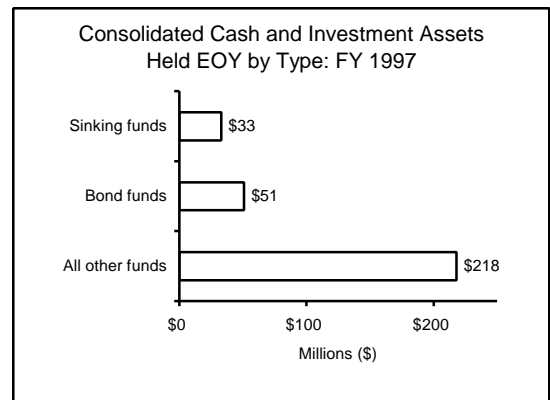 Consolidated Cash and Investment Assets
Held EOY by Type: FY 1997
Sinking funds
$33
Bond funds
$51
All other funds
$218
$0
$100
$200
Millions ($)